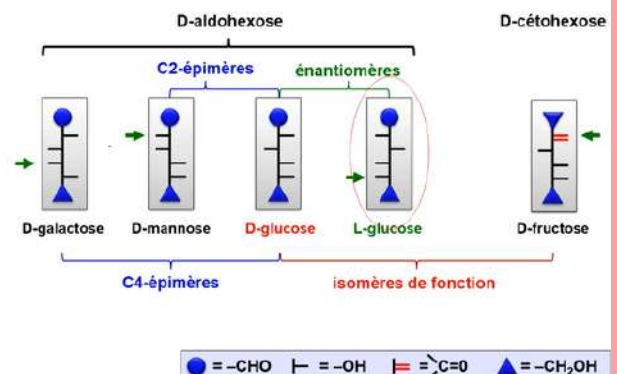 D-aldohexose D-cétohexose
C2-épimères énantiomères
D-galactose D-mannose D-glucose L-glucose D-fructose
C4-épimères isomères de fonction
= –CHO = –OH = C=0 = –CH₂OH